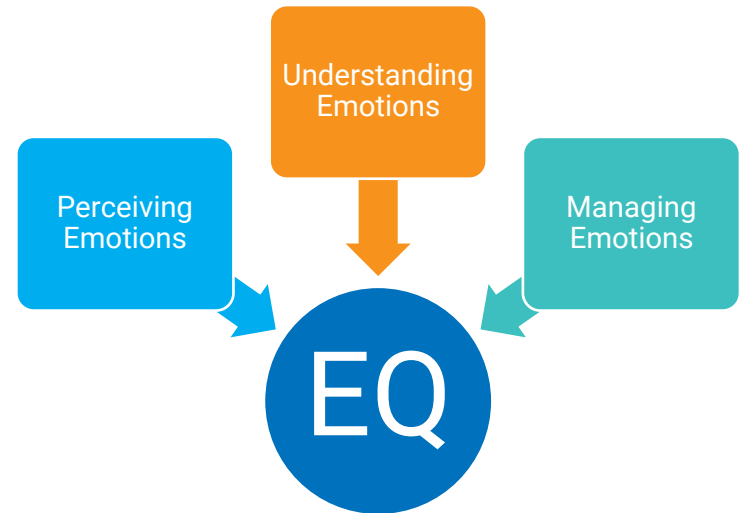 Understanding
Emotions
Perceiving
Emotions
Managing
Emotions
EQ